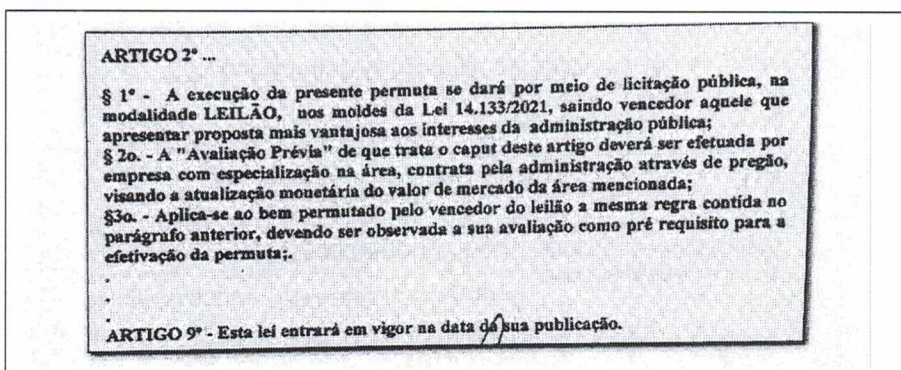 ARTIGO 2º ...
§ 1º - A execução da presente permuta se dará por meio de licitação pública, na
modalidade LEILÃO, nos moldes da Lei 14.133/2021, saindo vencedor aquele que
apresentar proposta mais vantajosa aos interesses da administração pública;
§ 2o. - A "Avaliação Prévia" de que trata o caput deste artigo deverá ser efetuada por
empresa com especialização na área, contrata pela administração através de pregão,
visando a atualização monetária do valor de mercado da área mencionada;
§3o. - Aplica-se ao bem permutado pelo vencedor do leilão a mesma regra contida no
parágrafo anterior, devendo ser observada a sua avaliação como pré requisito para a
efetivação da permuta;.
.
.
.
ARTIGO 9º - Esta lei entrará em vigor na data da sua publicação.